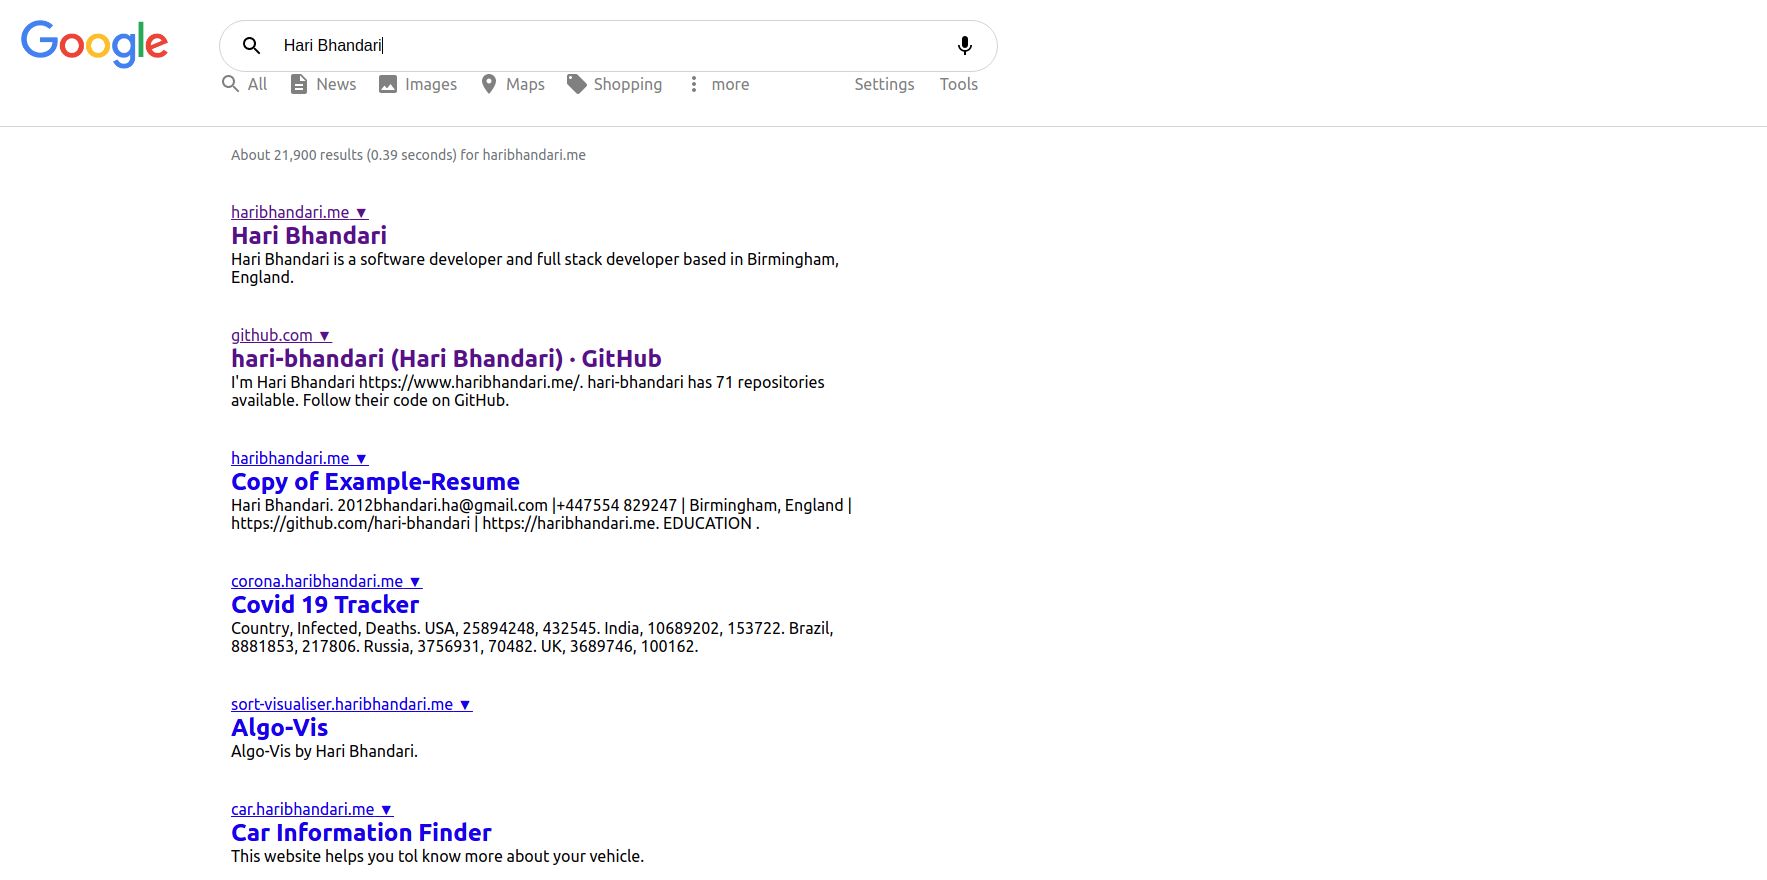 Google
Hari Bhandari
All News Images Maps Shopping more Settings Tools
About 21,900 results (0.39 seconds) for haribhandari.me
haribhandari.me ▼
Hari Bhandari
Hari Bhandari is a software developer and full stack developer based in Birmingham,
England.
github.com ▼
hari-bhandari (Hari Bhandari) · GitHub
I'm Hari Bhandari https://www.haribhandari.me/. hari-bhandari has 71 repositories
available. Follow their code on GitHub.
haribhandari.me ▼
Copy of Example-Resume
Hari Bhandari. 2012bhandari.ha@gmail.com |+447554 829247 | Birmingham, England |
https://github.com/hari-bhandari | https://haribhandari.me. EDUCATION .
corona.haribhandari.me ▼
Covid 19 Tracker
Country, Infected, Deaths. USA, 25894248, 432545. India, 10689202, 153722. Brazil,
8881853, 217806. Russia, 3756931, 70482. UK, 3689746, 100162.
sort-visualiser.haribhandari.me ▼
Algo-Vis
Algo-Vis by Hari Bhandari.
car.haribhandari.me ▼
Car Information Finder
This website helps you tol know more about your vehicle.